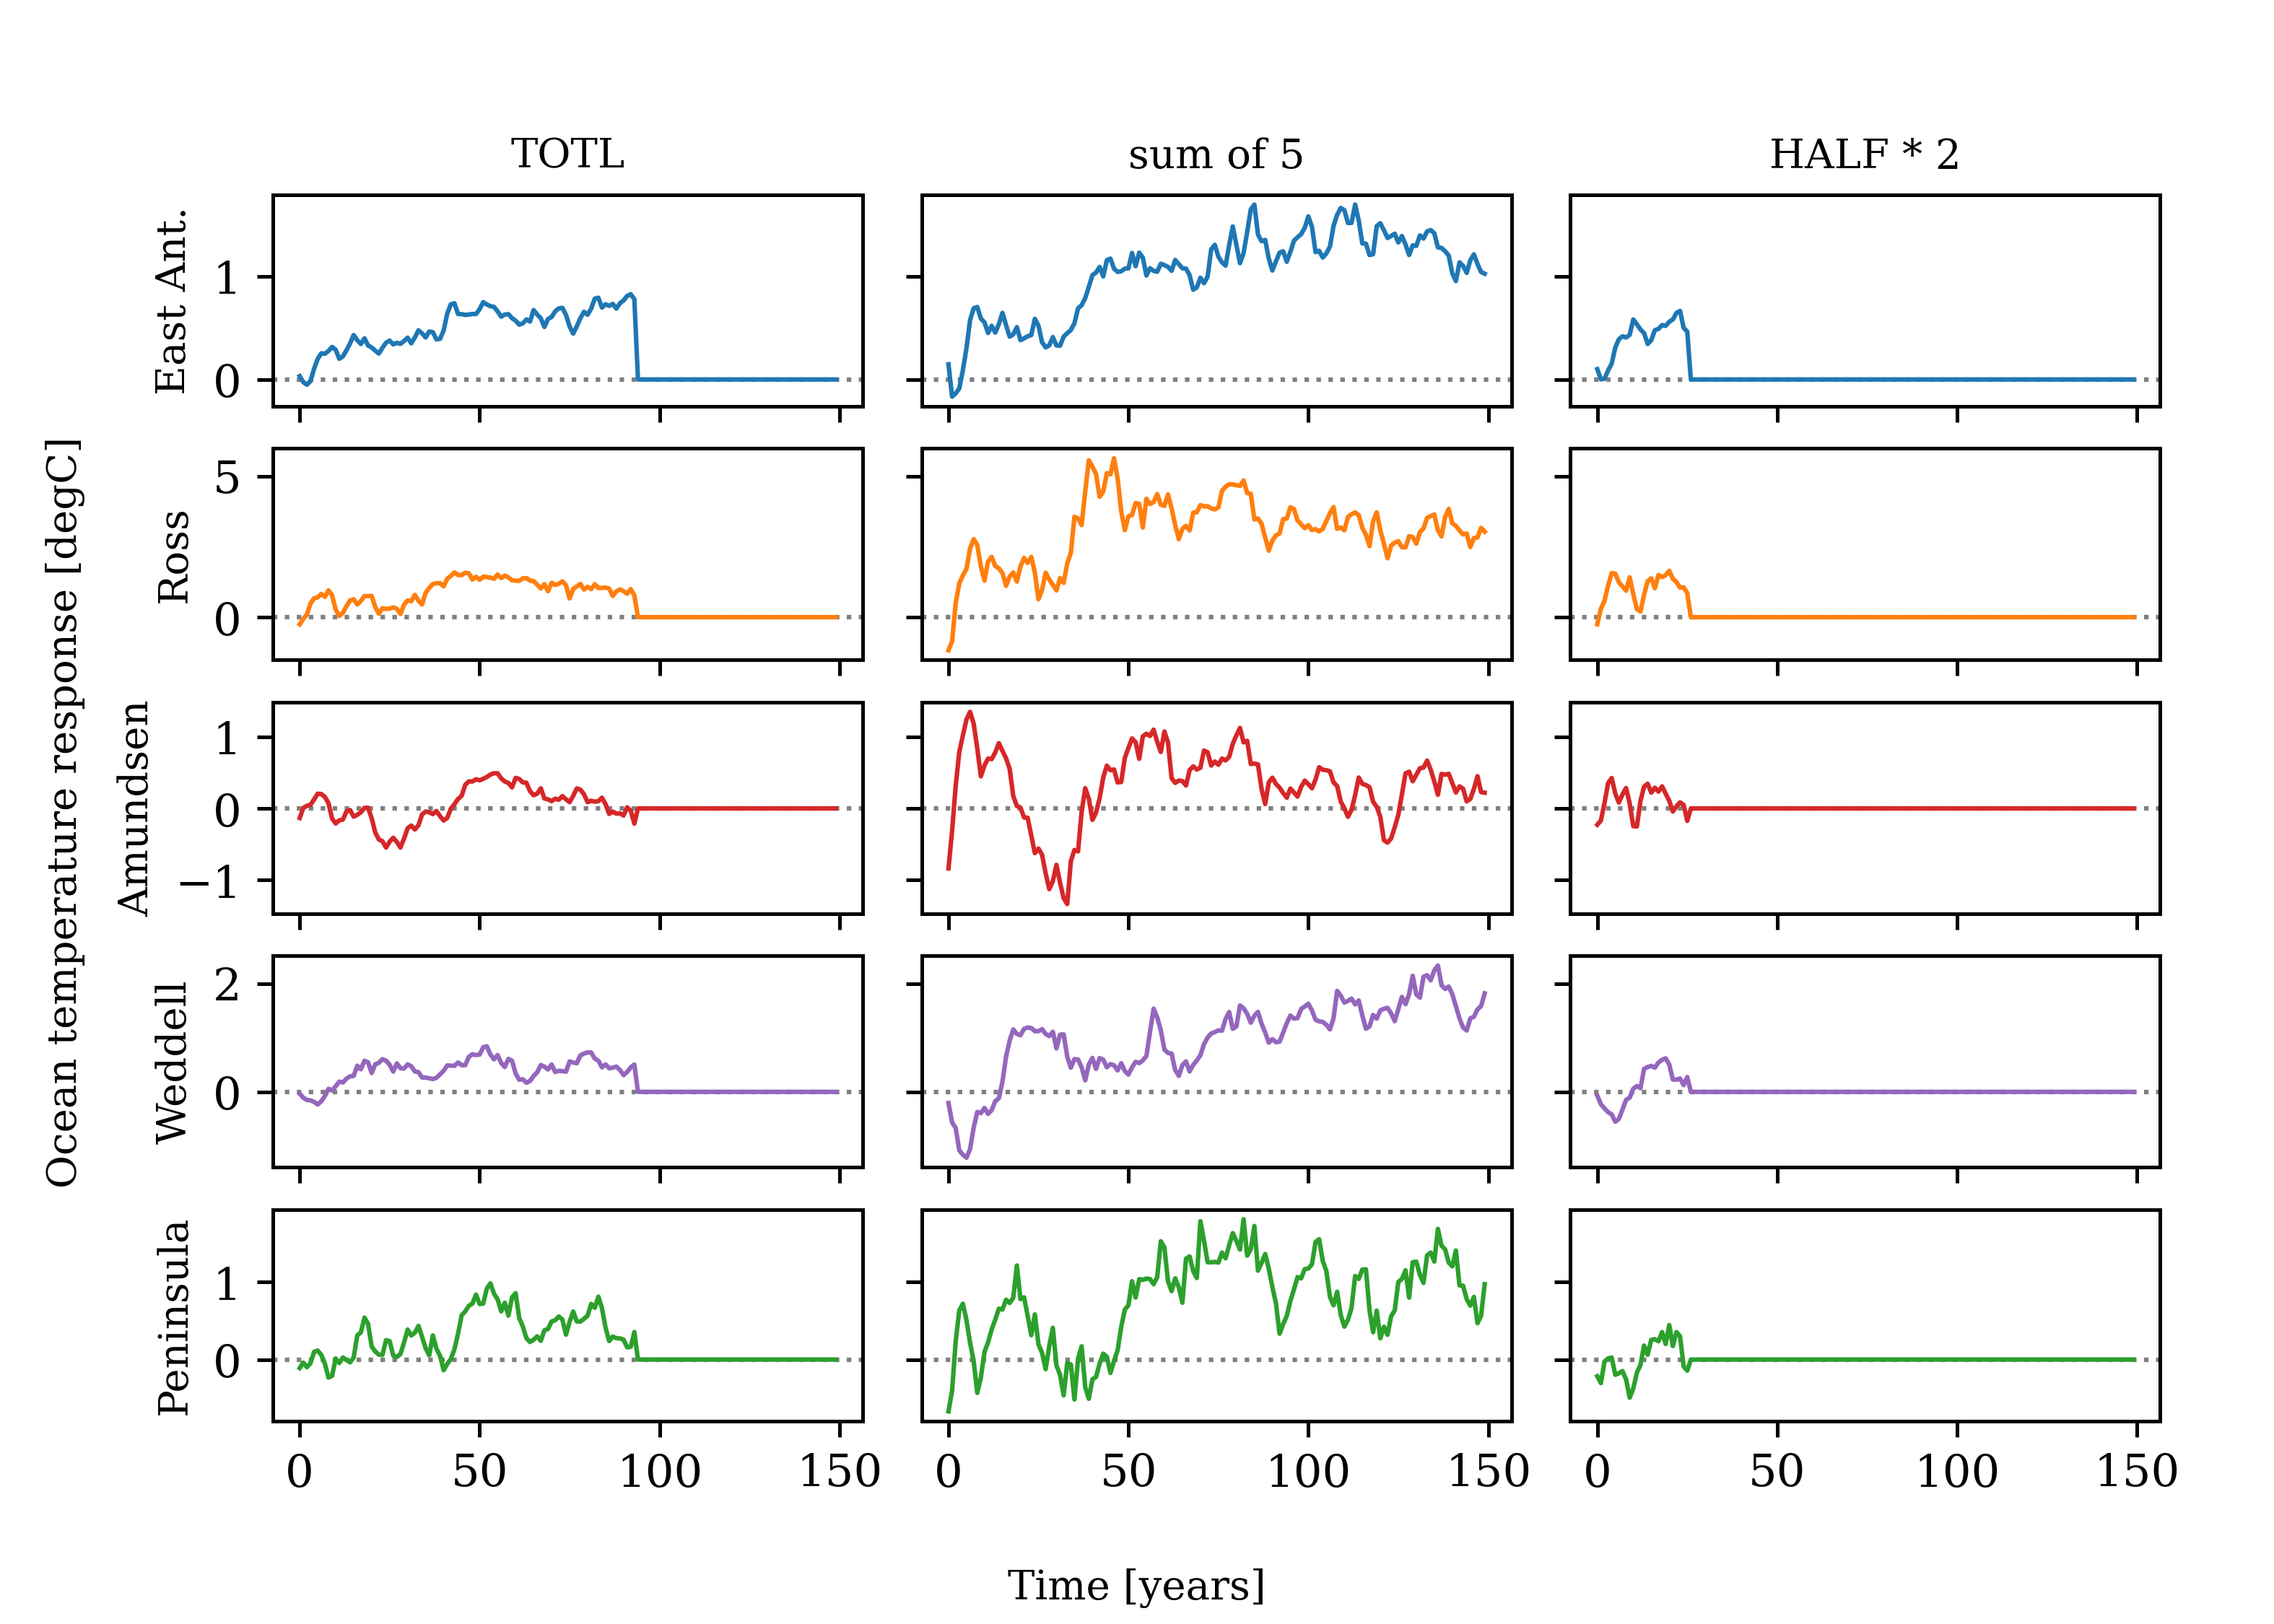 TOTL
sum of 5
HALF * 2
Ocean temperature response [degC]
East Ant.
1
0
Ross
5
0
Amundsen
1
0
−1
Weddell
2
0
Peninsula
1
0
0 50 100 150
0 50 100 150
0 50 100 150
Time [years]